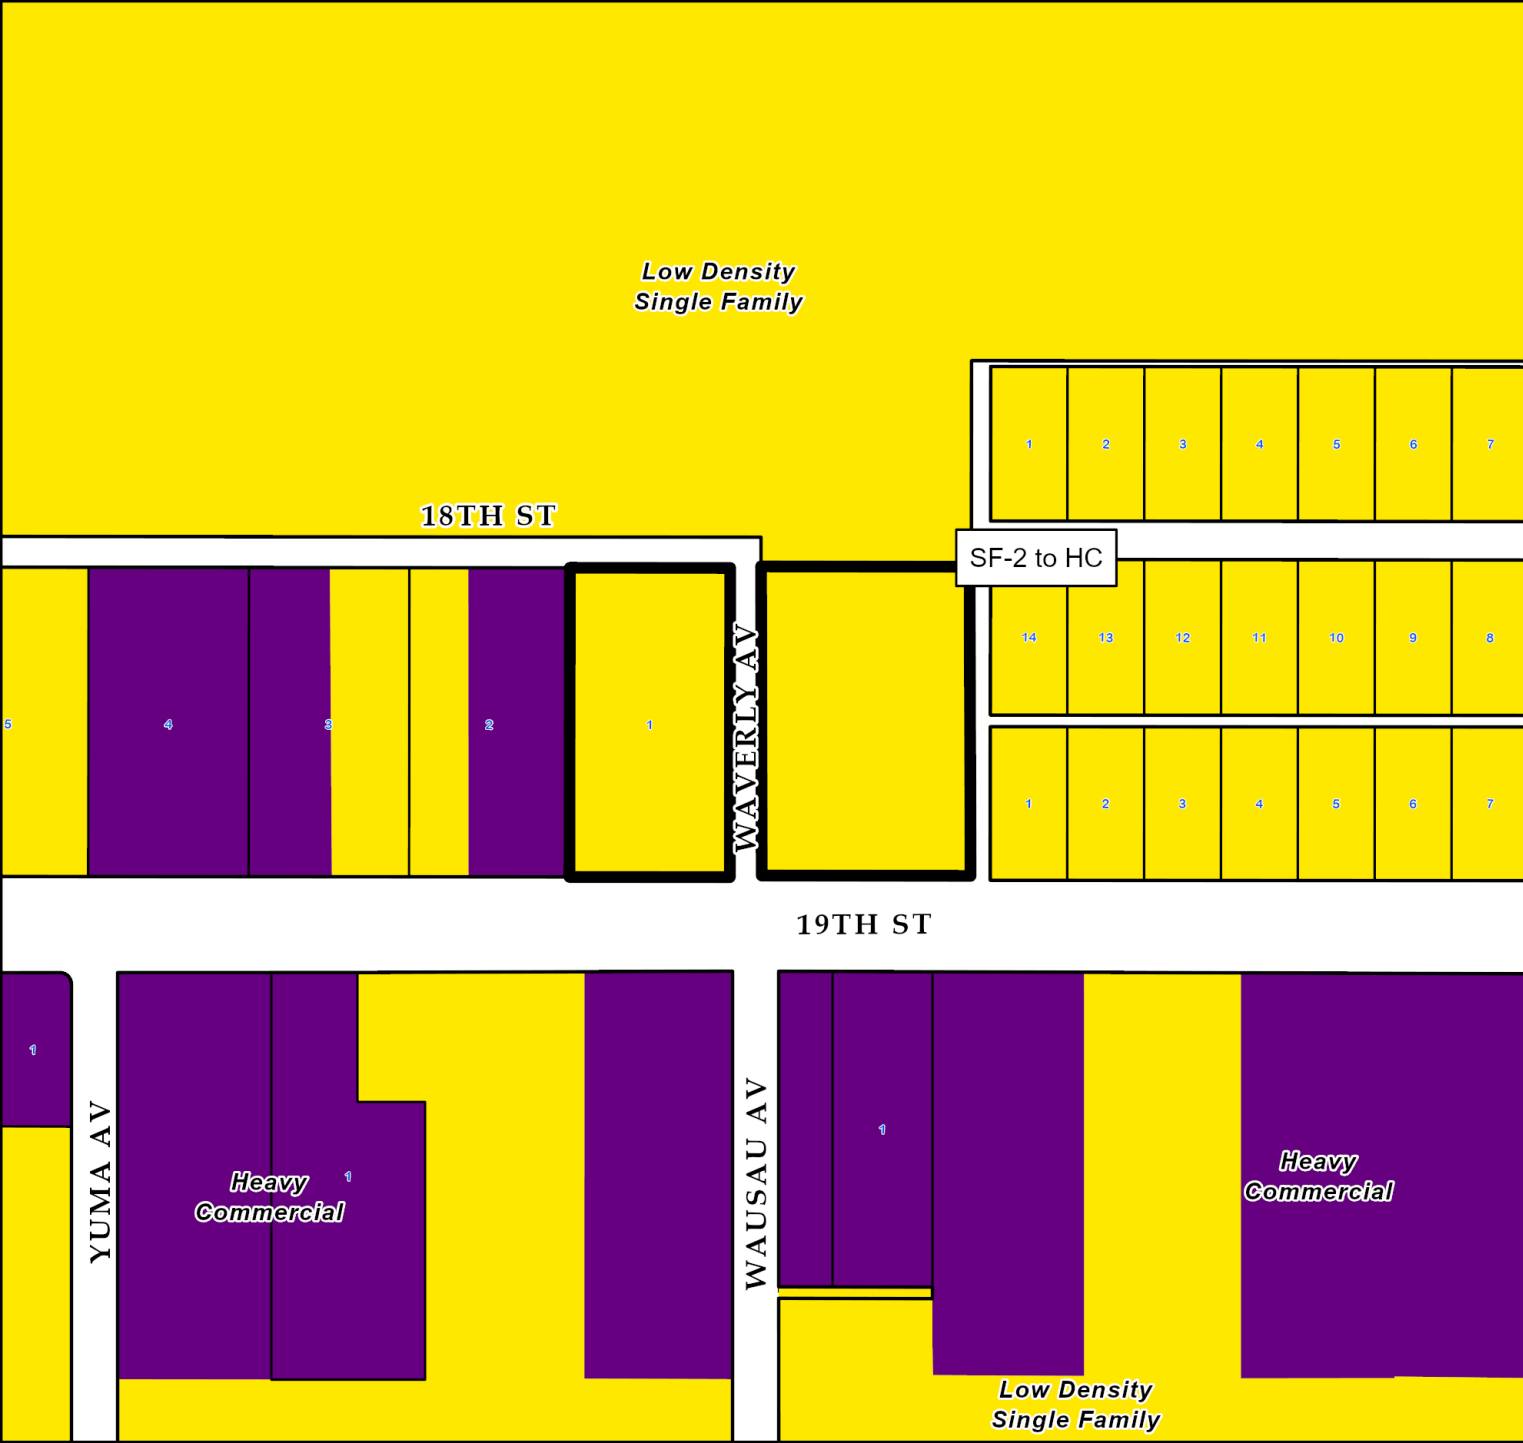 Low Density
Single Family
1 2 3 4 5 6 7
18TH ST
SF-2 to HC
14 13 12 11 10 9 8
5 4 3 2 1
WAVERLY AV
1 2 3 4 5 6 7
19TH ST
1
YUMA AV
Heavy
Commercial
1
WAUSAU AV
1
Heavy
Commercial
Low Density
Single Family